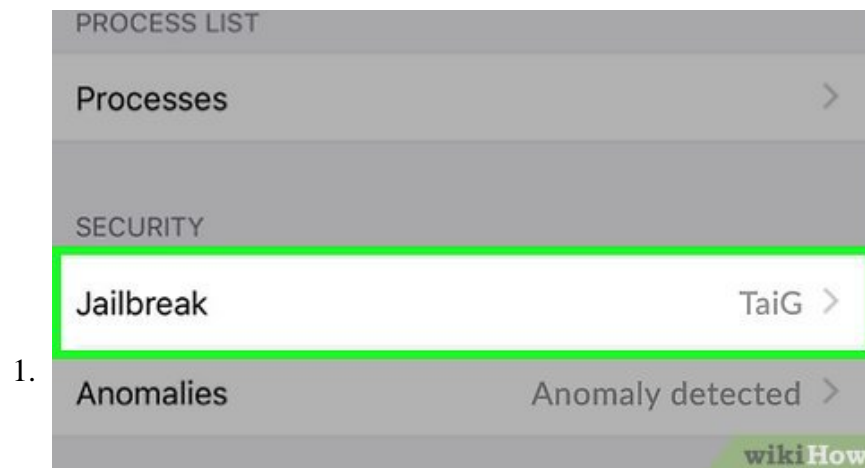 PROCESS LIST
Processes
SECURITY
Jailbreak TaiG
1.
Anomalies Anomaly detected
wikiHow